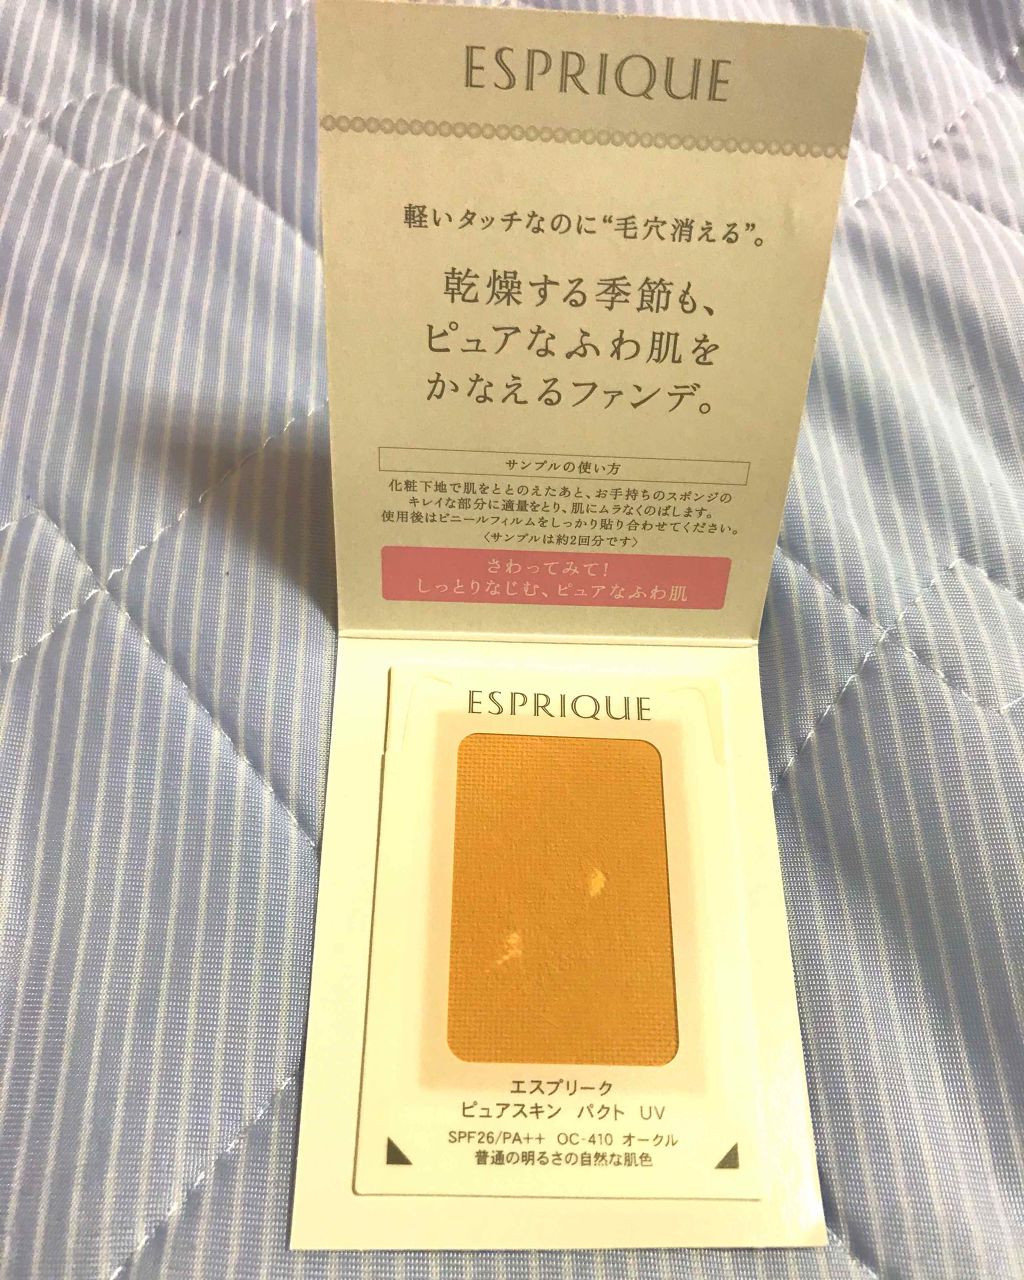 ESPRIQUE
軽いタッチなのに“毛穴消える”。
乾燥する季節も、
ピュアなふわ肌を
かなえるファンデ。
サンプルの使い方
化粧下地で肌をととのえたあと、お手持ちのスポンジの
キレイな部分に適量をとり、肌にムラなくのばします。
使用後はビニールフィルムをしっかり貼り合わせてください。
〈サンプルは約2回分です〉
さわってみて!
しっとりなじむ、ピュアなふわ肌
ESPRIQUE
エスプリーク
ピュアスキン パクト UV
SPF26/PA++ OC-410 オークル
普通の明るさの自然な肌色